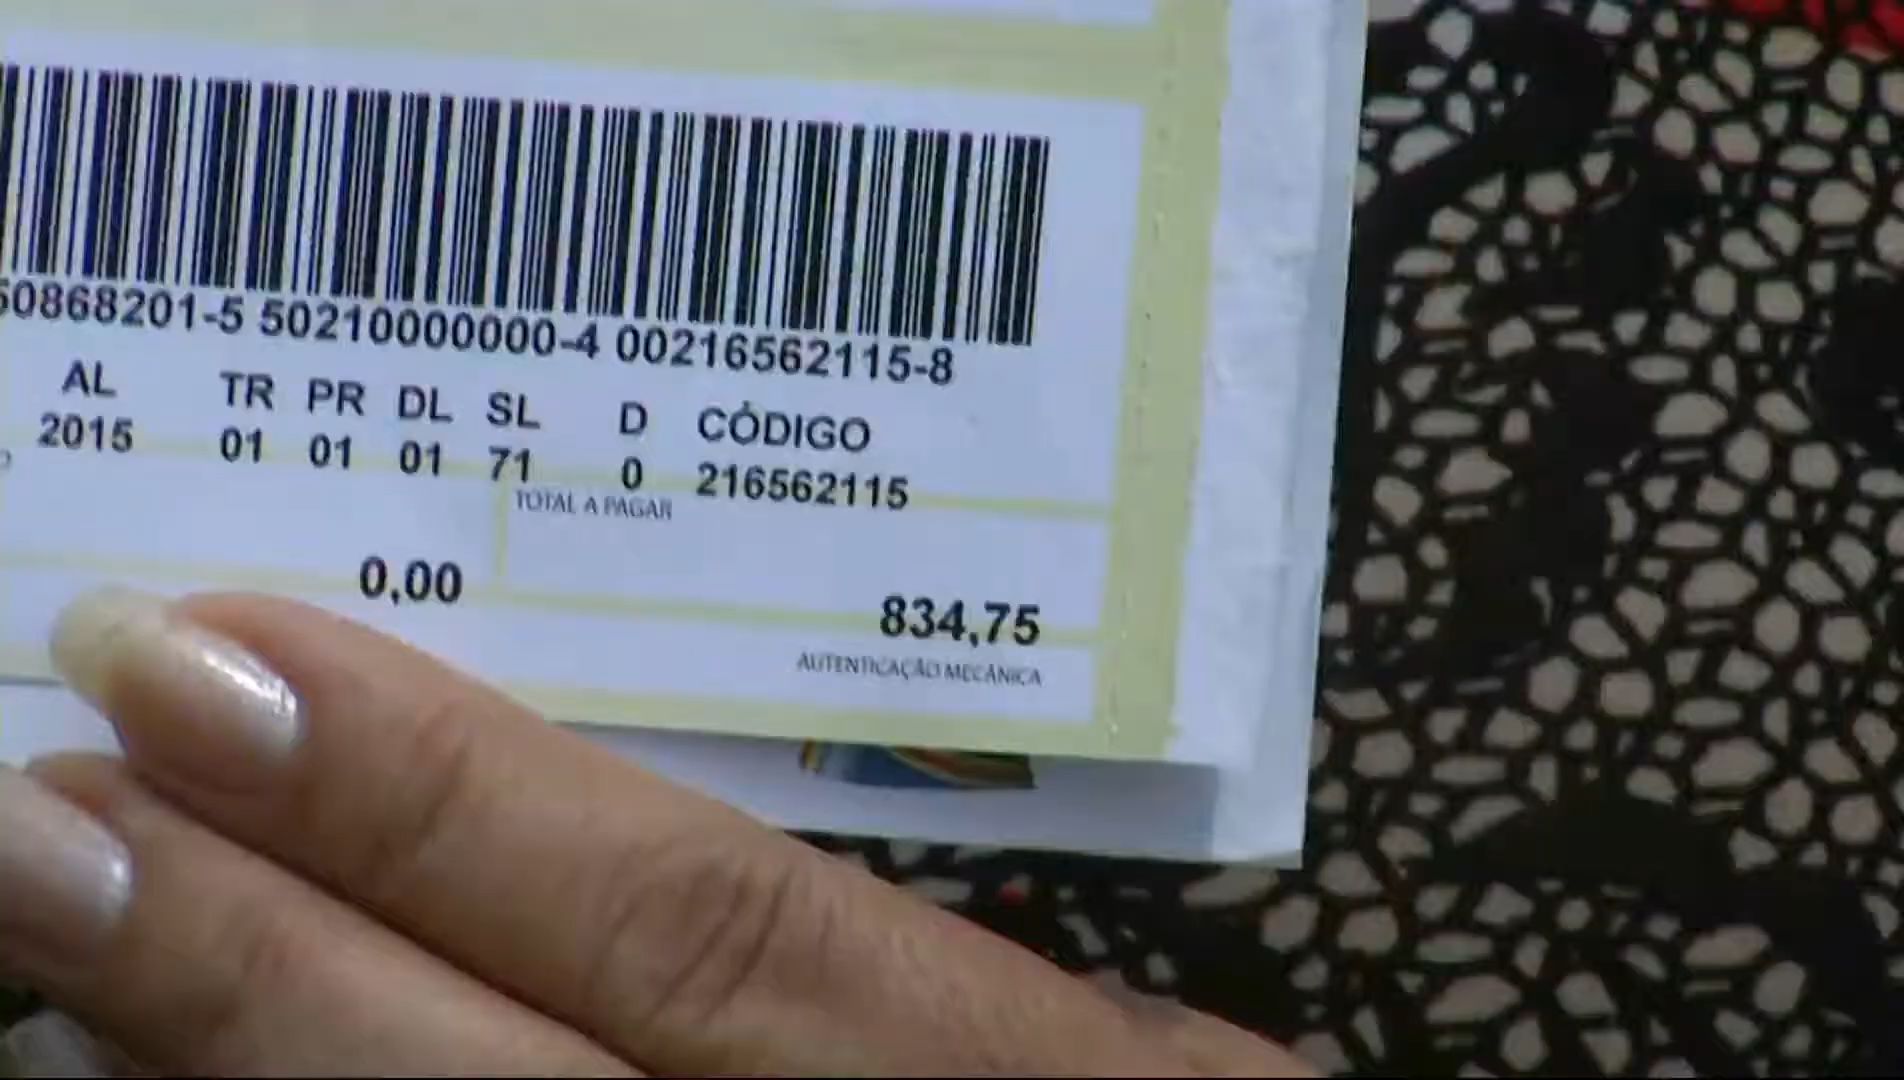 50868201-5 50210000000-4 00216562115-8
AL TR PR DL SL D CÓDIGO
2015 01 01 01 71 0 216562115
TOTAL A PAGAR
0,00 834,75
AUTENTICAÇÃO MECÂNICA